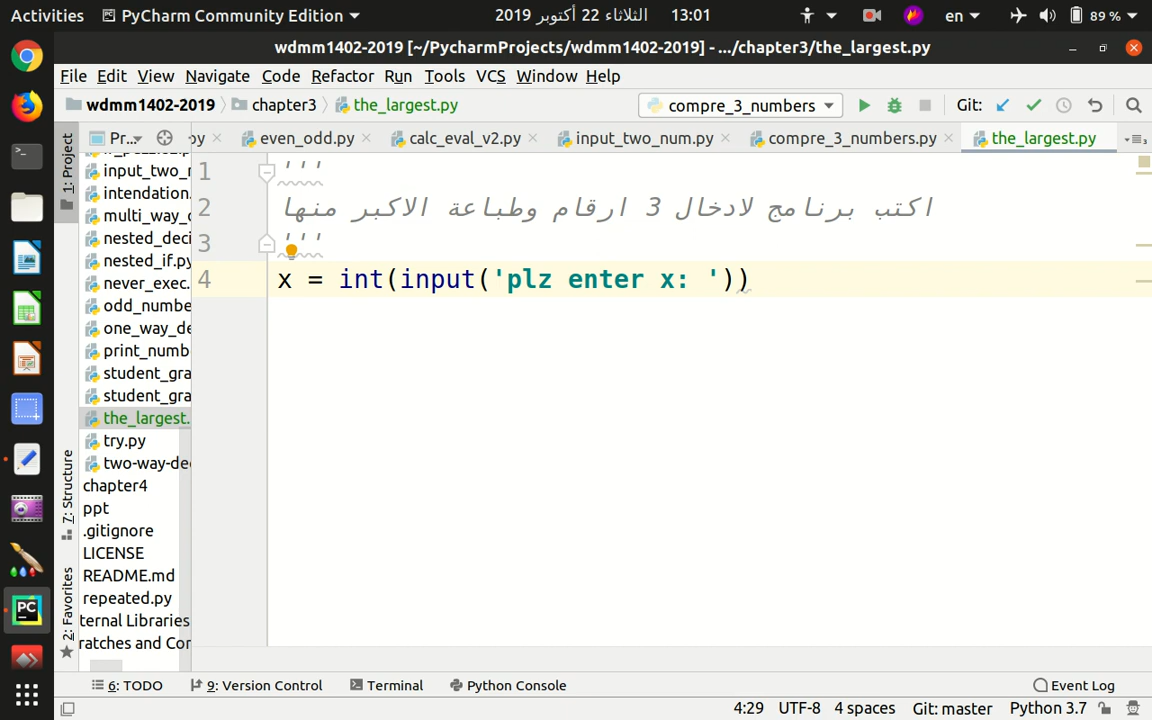 Activities PyCharm Community Edition 2019 الثلاثاء 22 أكتوبر 13:01 en 89 %
wdmm1402-2019 [~/PycharmProjects/wdmm1402-2019] - .../chapter3/the_largest.py
File Edit View Navigate Code Refactor Run Tools VCS Window Help
wdmm1402-2019 chapter3 the_largest.py compre_3_numbers Git:
1: Project Pr... py even_odd.py calc_eval_v2.py input_two_num.py compre_3_numbers.py the_largest.py
input_two_
intendation.
multi_way_
nested_deci
nested_if.py
never_exec.
odd_numbe
one_way_de
print_numb
student_gra
student_gra
the_largest.
try.py
two-way-de
chapter4
ppt
.gitignore
LICENSE
README.md
repeated.py
ternal Libraries
ratches and Cor
7: Structure
2: Favorites
1 '''
2 اكتب برنامج لادخال 3 ارقام وطباعة الاكبر منها
3 '''
4 x = int(input('plz enter x: '))
6: TODO 9: Version Control Terminal Python Console Event Log
4:29 UTF-8 4 spaces Git: master Python 3.7